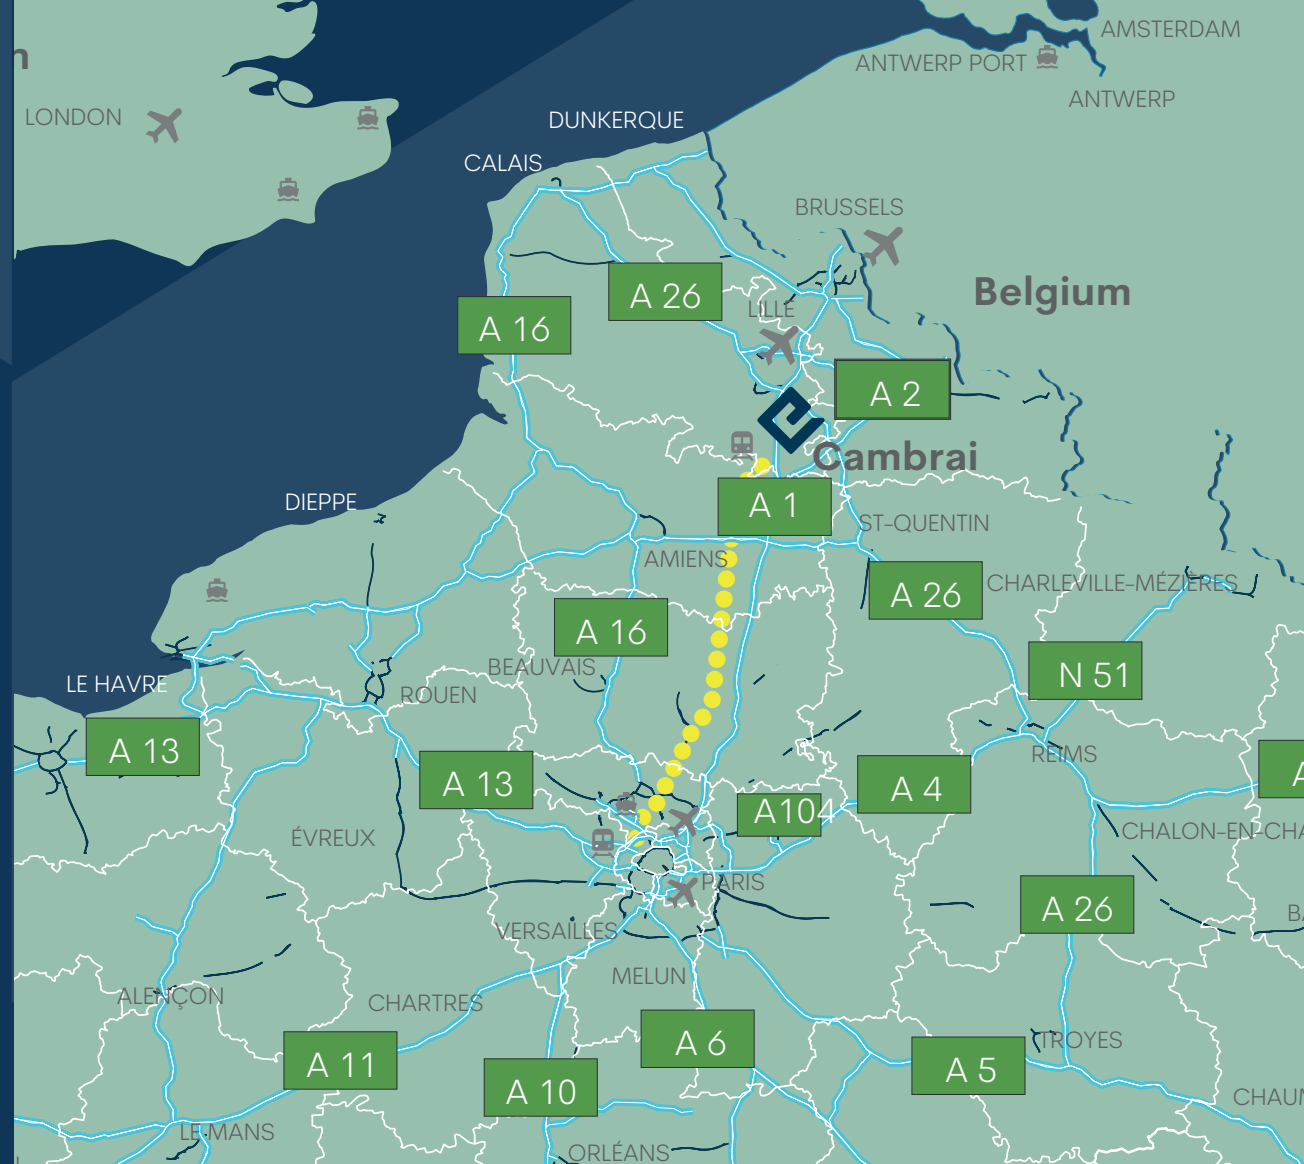 AMSTERDAM
n
ANTWERP PORT
ANTWERP
LONDON
DUNKERQUE
CALAIS
BRUSSELS
Belgium
A 26
LILLE
A 16
A 2
Cambrai
DIEPPE
A 1
ST-QUENTIN
AMIENS
A 26
CHARLEVILLE-MÉZIÈRES
A 16
BEAUVAIS
N 51
LE HAVRE
ROUEN
A 13
REIMS
A 13
A 4
A
A104
ÉVREUX
CHALON-EN-CHA
PARIS
A 26
BA
VERSAILLES
MELUN
ALENÇON
CHARTRES
A 6
TROYES
A 11
A 5
A 10
CHAUM
LE MANS
ORLÉANS